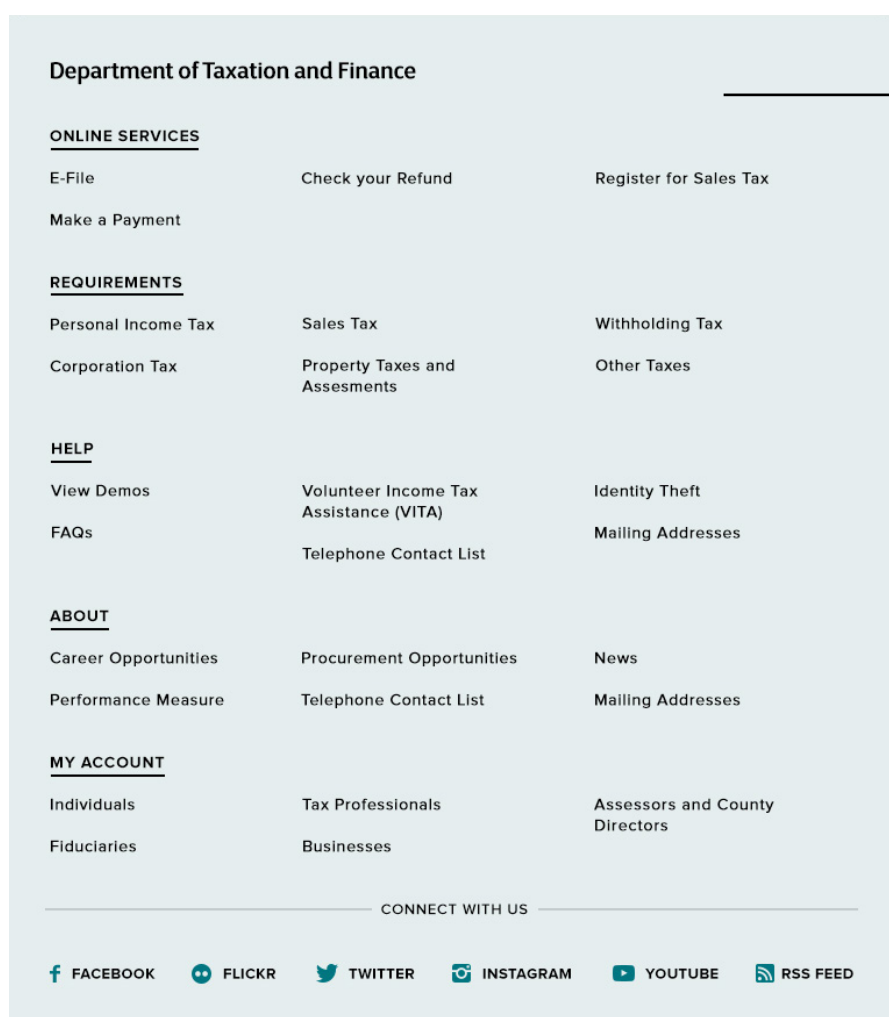 Department of Taxation and Finance
ONLINE SERVICES
E-File
Check your Refund
Register for Sales Tax
Make a Payment
REQUIREMENTS
Personal Income Tax
Sales Tax
Withholding Tax
Corporation Tax
Property Taxes and
Assesments
Other Taxes
HELP
View Demos
Volunteer Income Tax
Assistance (VITA)
Identity Theft
FAQs
Telephone Contact List
Mailing Addresses
ABOUT
Career Opportunities
Procurement Opportunities
News
Performance Measure
Telephone Contact List
Mailing Addresses
MY ACCOUNT
Individuals
Tax Professionals
Assessors and County
Directors
Fiduciaries
Businesses
CONNECT WITH US
FACEBOOK
FLICKR
TWITTER
INSTAGRAM
YOUTUBE
RSS FEED